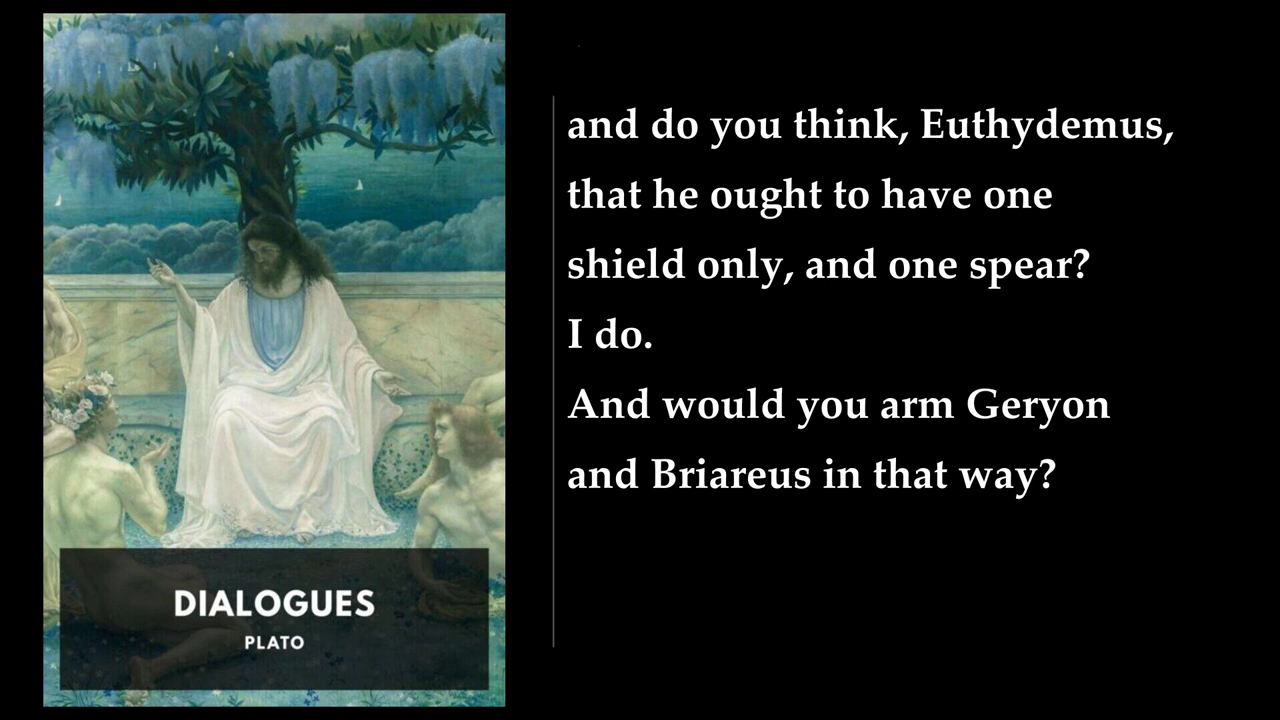 and do you think, Euthydemus,
that he ought to have one
shield only, and one spear?
I do.
And would you arm Geryon
and Briareus in that way?
DIALOGUES
PLATO